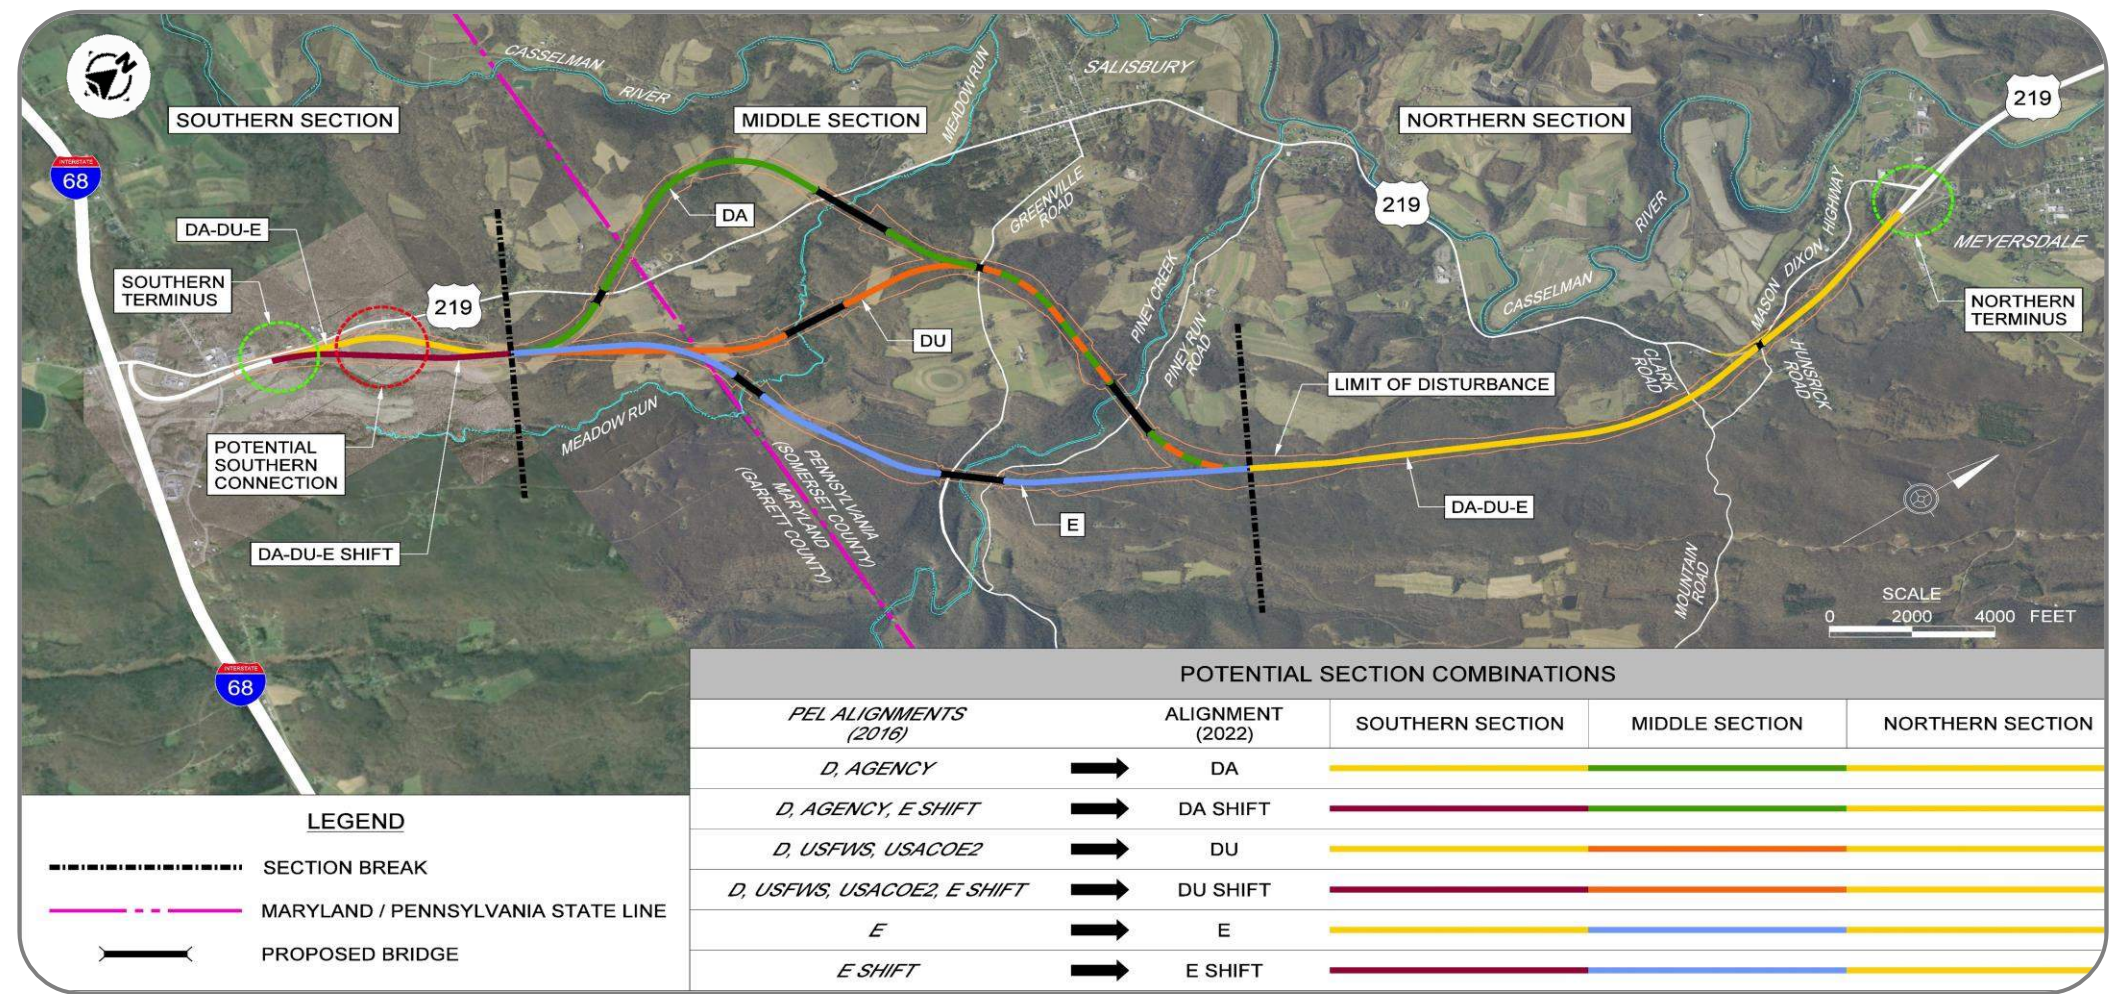 N
CASSELMAN
RIVER
MEADOW RUN
SALISBURY
219
SOUTHERN SECTION
MIDDLE SECTION
NORTHERN SECTION
INTERSTATE
68
DA-DU-E
DA
GREENVILLE
ROAD
219
RIVER
MASON DIXON HIGHWAY
MEYERSDALE
SOUTHERN
TERMINUS
219
DU
PINEY CREEK
PINEY RUN
ROAD
CASSELMAN
NORTHERN
TERMINUS
CLARK
ROAD
HUNSRICK
ROAD
LIMIT OF DISTURBANCE
MEADOW RUN
POTENTIAL
SOUTHERN
CONNECTION
PENNSYLVANIA
(SOMERSET COUNTY)
MARYLAND
(GARRETT COUNTY)
E
DA-DU-E
DA-DU-E SHIFT
MOUNTAIN
ROAD
SCALE
0 2000 4000 FEET
INTERSTATE
68
POTENTIAL SECTION COMBINATIONS
PEL ALIGNMENTS
(2016)
ALIGNMENT
(2022)
SOUTHERN SECTION
MIDDLE SECTION
NORTHERN SECTION
D, AGENCY DA
D, AGENCY, E SHIFT DA SHIFT
D, USFWS, USACOE2 DU
D, USFWS, USACOE2, E SHIFT DU SHIFT
E E
E SHIFT E SHIFT
LEGEND
SECTION BREAK
MARYLAND / PENNSYLVANIA STATE LINE
PROPOSED BRIDGE